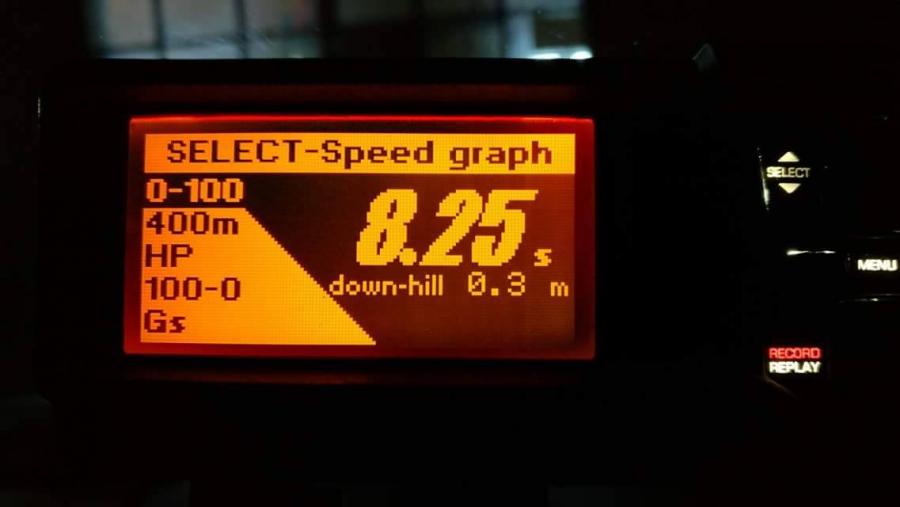 SELECT-Speed graph
0-100
400m
HP
100-0
Gs
8.25 s
down-hill 0.3 m
SELECT
MENU
RECORD
REPLAY